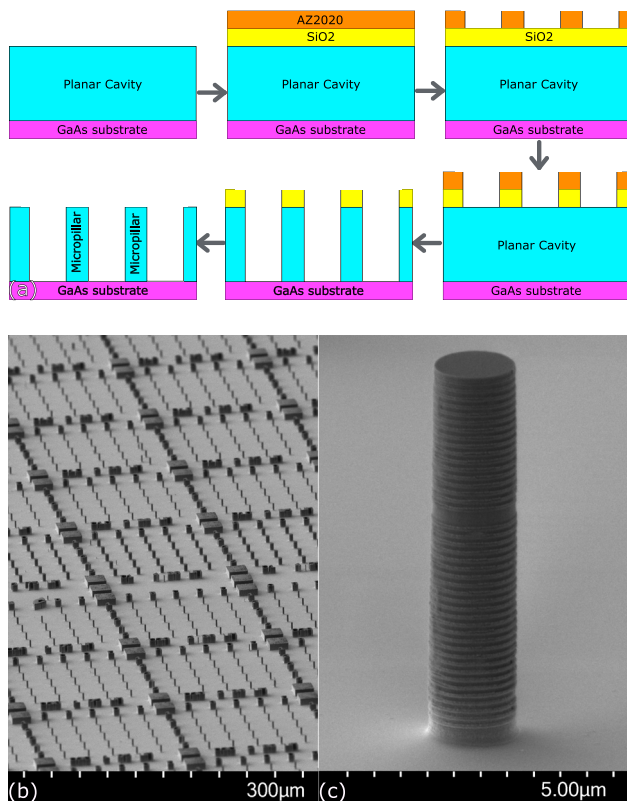 AZ2020
SiO2
SiO2
Planar Cavity
Planar Cavity
Planar Cavity
GaAs substrate
GaAs substrate
GaAs substrate
Micropillar
Micropillar
Planar Cavity
(a)
GaAs substrate
GaAs substrate
GaAs substrate
(b)
300µm
(c)
5.00µm